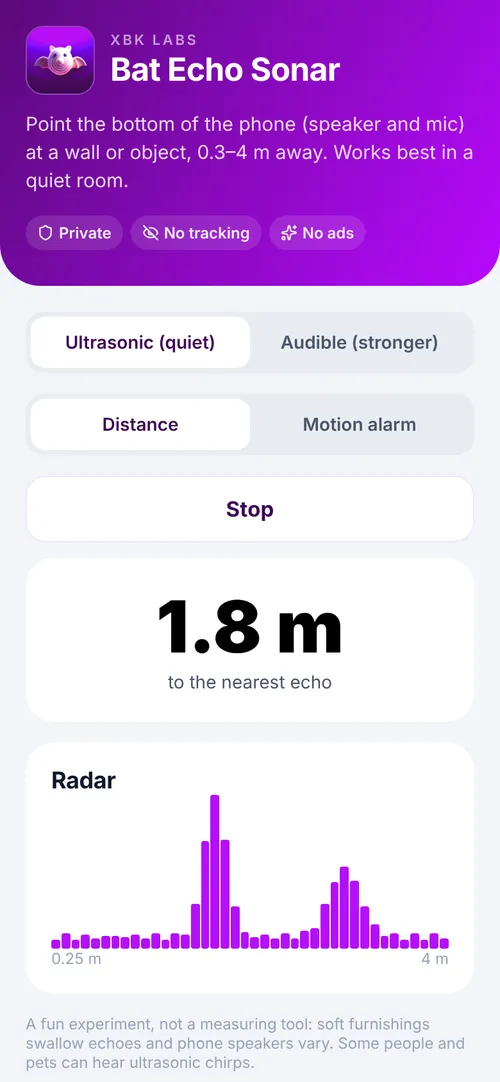 XBK LABS
Bat Echo Sonar
Point the bottom of the phone (speaker and mic)
at a wall or object, 0.3–4 m away. Works best in a
quiet room.
Private
No tracking
No ads
Ultrasonic (quiet)
Audible (stronger)
Distance
Motion alarm
Stop
1.8 m
to the nearest echo
Radar
0.25 m
4 m
A fun experiment, not a measuring tool: soft furnishings
swallow echoes and phone speakers vary. Some people and
pets can hear ultrasonic chirps.